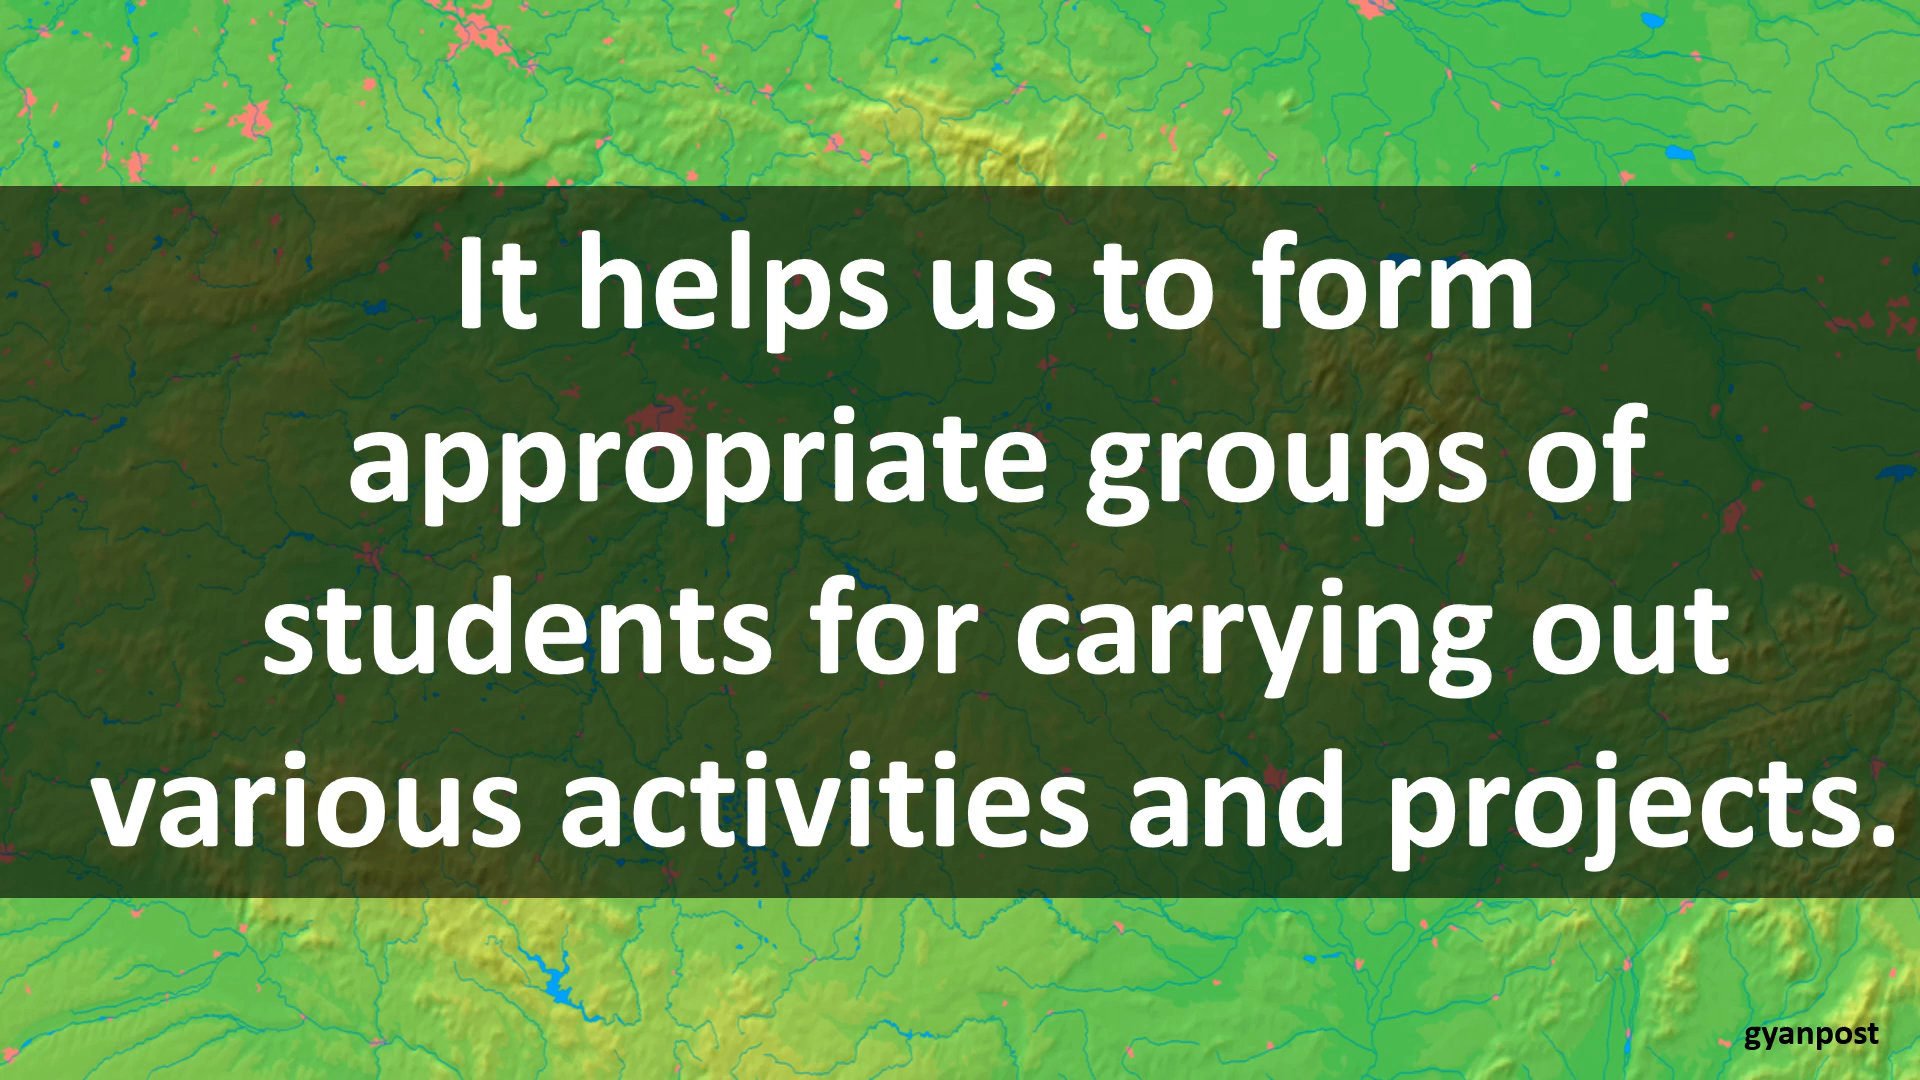 It helps us to form
appropriate groups of
students for carrying out
various activities and projects.
gyanpost